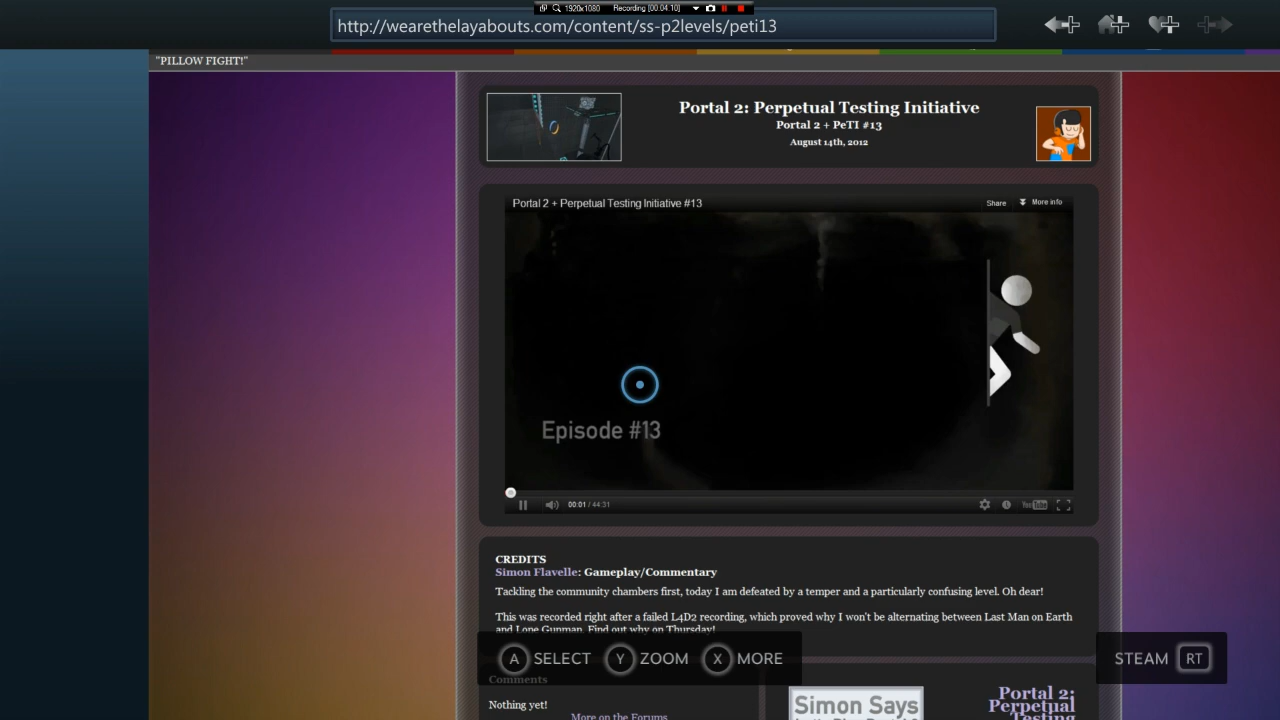 1920x1080 Recording [00:04.10]
http://wearethelayabouts.com/content/ss-p2levels/peti13
"PILLOW FIGHT!"
Portal 2: Perpetual Testing Initiative
Portal 2 + PeTI #13
August 14th, 2012
Portal 2 + Perpetual Testing Initiative #13
Share
More info
Episode #13
00:01 / 44:31
YouTube
CREDITS
Simon Flavelle: Gameplay/Commentary
Tackling the community chambers first, today I am defeated by a temper and a particularly confusing level. Oh dear!
This was recorded right after a failed L4D2 recording, which proved why I won't be alternating between Last Man on Earth
and Lone Gunman. Find out why on Thursday!
A SELECT Y ZOOM X MORE
STEAM RT
Comments
Nothing yet!
More on the Forums
Simon Says
Portal 2:
Perpetual
Testing